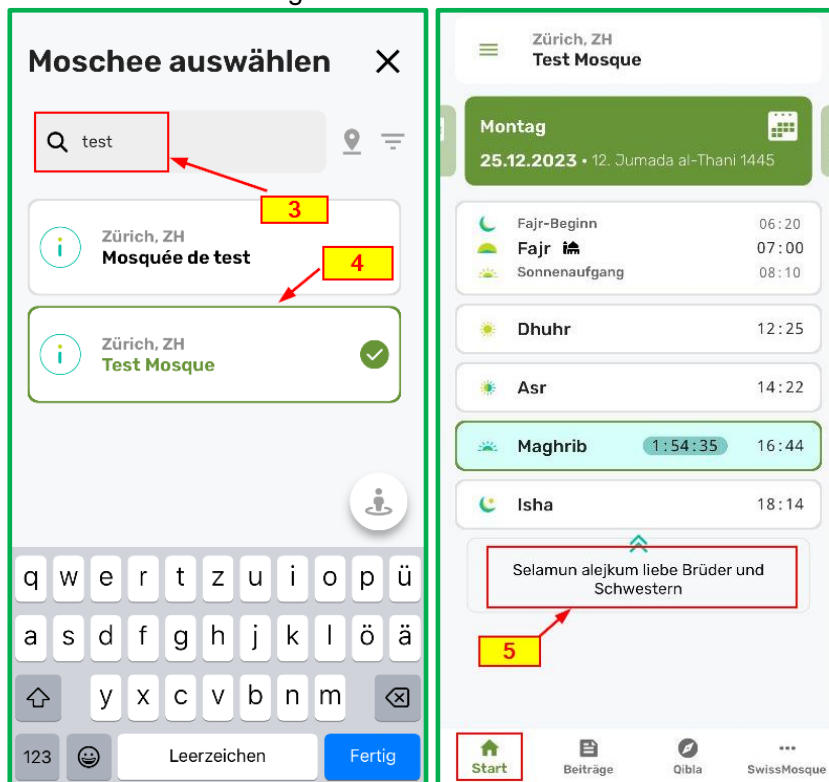 Moschee auswählen
test
3
Zürich, ZH
Mosquée de test
4
Zürich, ZH
Test Mosque
q w e r t z u i o p ü
a s d f g h j k l ö ä
y x c v b n m
123 Leerzeichen Fertig
Zürich, ZH
Test Mosque
Montag
25.12.2023 • 12. Jumada al-Thani 1445
Fajr-Beginn 06:20
Fajr 07:00
Sonnenaufgang 08:10
Dhuhr 12:25
Asr 14:22
Maghrib 1:54:35 16:44
Isha 18:14
Selamun alejkum liebe Brüder und
Schwestern
5
Start Beiträge Qibla SwissMosque